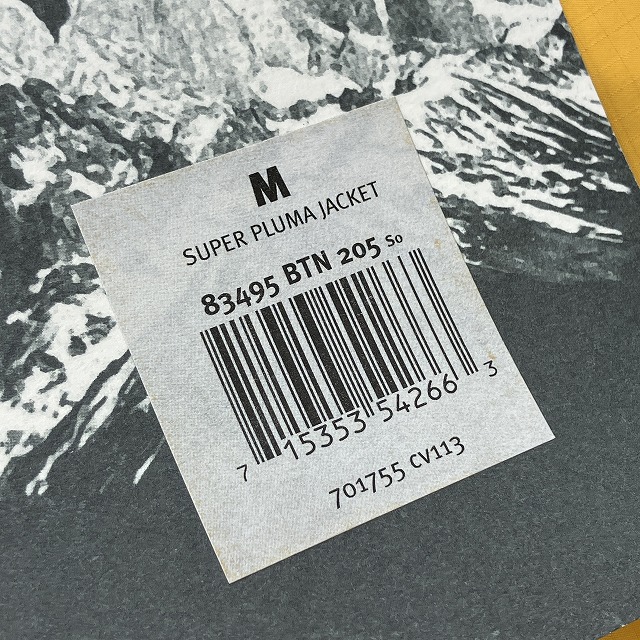 M
SUPER PLUMA JACKET
83495 BTN 205 So
7 15353 54266 3
701755 CV113